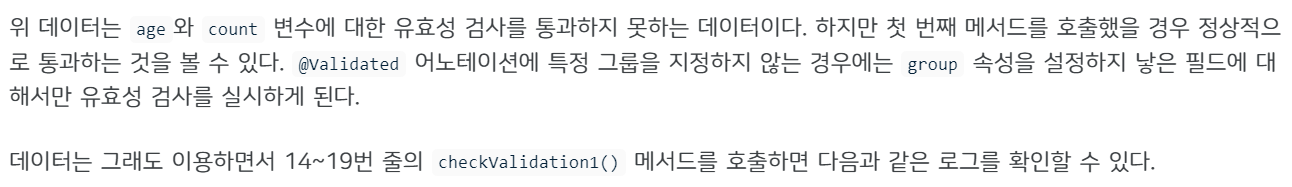 위 데이터는 age 와 count 변수에 대한 유효성 검사를 통과하지 못하는 데이터이다. 하지만 첫 번째 메서드를 호출했을 경우 정상적으
로 통과하는 것을 볼 수 있다. @Validated 어노테이션에 특정 그룹을 지정하지 않는 경우에는 group 속성을 설정하지 낳은 필드에 대
해서만 유효성 검사를 실시하게 된다.
데이터는 그래도 이용하면서 14~19번 줄의 checkValidation1() 메서드를 호출하면 다음과 같은 로그를 확인할 수 있다.